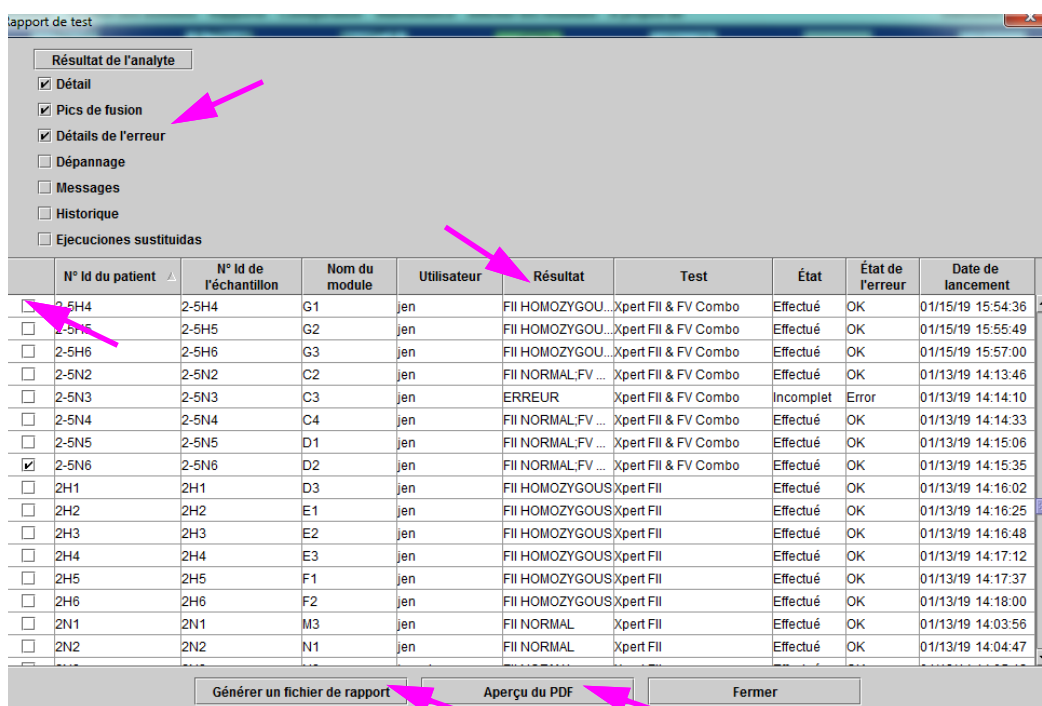 Rapport de test
Résultat de l'analyte
Détail
Pics de fusion
Détails de l'erreur
Dépannage
Messages
Historique
Ejecuciones sustituidas
N° Id du patient N° Id de l'échantillon Nom du module Utilisateur Résultat Test État État de l'erreur Date de lancement
2-5H4 2-5H4 G1 jen FII HOMOZYGOU... Xpert FII & FV Combo Effectué OK 01/15/19 15:54:36
2-5H5 2-5H5 G2 jen FII HOMOZYGOU... Xpert FII & FV Combo Effectué OK 01/15/19 15:55:49
2-5H6 2-5H6 G3 jen FII HOMOZYGOU... Xpert FII & FV Combo Effectué OK 01/15/19 15:57:00
2-5N2 2-5N2 C2 jen FII NORMAL;FV ... Xpert FII & FV Combo Effectué OK 01/13/19 14:13:46
2-5N3 2-5N3 C3 jen ERREUR Xpert FII & FV Combo Incomplet Error 01/13/19 14:14:10
2-5N4 2-5N4 C4 jen FII NORMAL;FV ... Xpert FII & FV Combo Effectué OK 01/13/19 14:14:33
2-5N5 2-5N5 D1 jen FII NORMAL;FV ... Xpert FII & FV Combo Effectué OK 01/13/19 14:15:06
2-5N6 2-5N6 D2 jen FII NORMAL;FV ... Xpert FII & FV Combo Effectué OK 01/13/19 14:15:35
2H1 2H1 D3 jen FII HOMOZYGOUS Xpert FII Effectué OK 01/13/19 14:16:02
2H2 2H2 E1 jen FII HOMOZYGOUS Xpert FII Effectué OK 01/13/19 14:16:25
2H3 2H3 E2 jen FII HOMOZYGOUS Xpert FII Effectué OK 01/13/19 14:16:48
2H4 2H4 E3 jen FII HOMOZYGOUS Xpert FII Effectué OK 01/13/19 14:17:12
2H5 2H5 F1 jen FII HOMOZYGOUS Xpert FII Effectué OK 01/13/19 14:17:37
2H6 2H6 F2 jen FII HOMOZYGOUS Xpert FII Effectué OK 01/13/19 14:18:00
2N1 2N1 M3 jen FII NORMAL Xpert FII Effectué OK 01/13/19 14:03:56
2N2 2N2 N1 jen FII NORMAL Xpert FII Effectué OK 01/13/19 14:04:47
Générer un fichier de rapport Aperçu du PDF Fermer